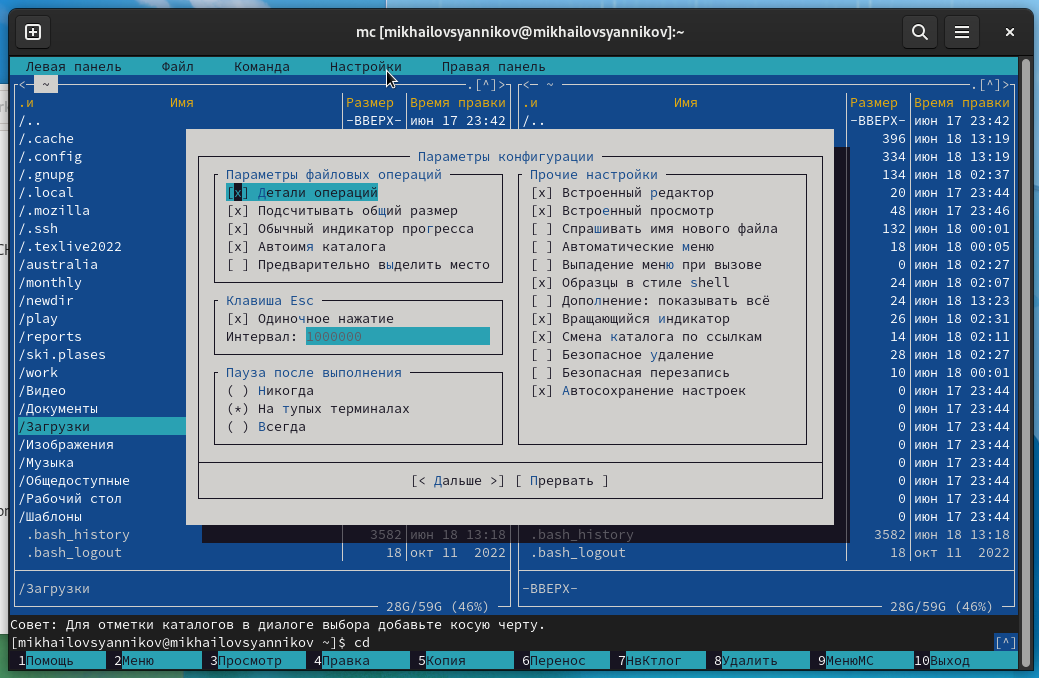 mc [mikhailovsyannikov@mikhailovsyannikov]:~
Левая панель Файл Команда Настройки Правая панель
<─ ~ .[^]> <─ ~ .[^]>
.и Имя Размер Время правки .и Имя Размер Время правки
/.. -ВВЕРХ- июн 17 23:42 /.. -ВВЕРХ- июн 17 23:42
/.cache 396 июн 18 13:19
/.config Параметры конфигурации 334 июн 18 13:19
/.gnupg Параметры файловых операций Прочие настройки 134 июн 18 02:37
/.local [x] Детали операций [x] Встроенный редактор 20 июн 17 23:44
/.mozilla [x] Подсчитывать общий размер [x] Встроенный просмотр 48 июн 17 23:46
/.ssh [x] Обычный индикатор прогресса [ ] Спрашивать имя нового файла 132 июн 18 00:01
/.texlive2022 [x] Автоимя каталога [ ] Автоматические меню 18 июн 18 00:05
/australia [ ] Предварительно выделить место [ ] Выпадение меню при вызове 0 июн 18 02:27
/monthly [x] Образцы в стиле shell 24 июн 18 02:07
/newdir Клавиша Esc [ ] Дополнение: показывать всё 24 июн 18 13:23
/play [x] Одиночное нажатие [x] Вращающийся индикатор 26 июн 18 02:31
/reports Интервал: 1000000 [x] Смена каталога по ссылкам 14 июн 18 02:11
/ski.plases [ ] Безопасное удаление 28 июн 18 02:27
/work Пауза после выполнения [ ] Безопасная перезапись 10 июн 18 00:01
/Видео ( ) Никогда [x] Автосохранение настроек 0 июн 17 23:44
/Документы (*) На тупых терминалах 0 июн 17 23:44
/Загрузки ( ) Всегда 0 июн 17 23:44
/Изображения 0 июн 17 23:44
/Музыка 0 июн 17 23:44
/Общедоступные [< Дальше >] [ Прервать ] 0 июн 17 23:44
/Рабочий стол 0 июн 17 23:44
/Шаблоны 0 июн 17 23:44
.bash_history 3582 июн 18 13:18 .bash_history 3582 июн 18 13:18
.bash_logout 18 окт 11 2022 .bash_logout 18 окт 11 2022
/Загрузки -ВВЕРХ-
28G/59G (46%) 28G/59G (46%)
Совет: Для отметки каталогов в диалоге выбора добавьте косую черту.
[mikhailovsyannikov@mikhailovsyannikov ~]$ cd [^]
1Помощь 2Меню 3Просмотр 4Правка 5Копия 6Перенос 7НвКтлог 8Удалить 9МенюМС 10Выход